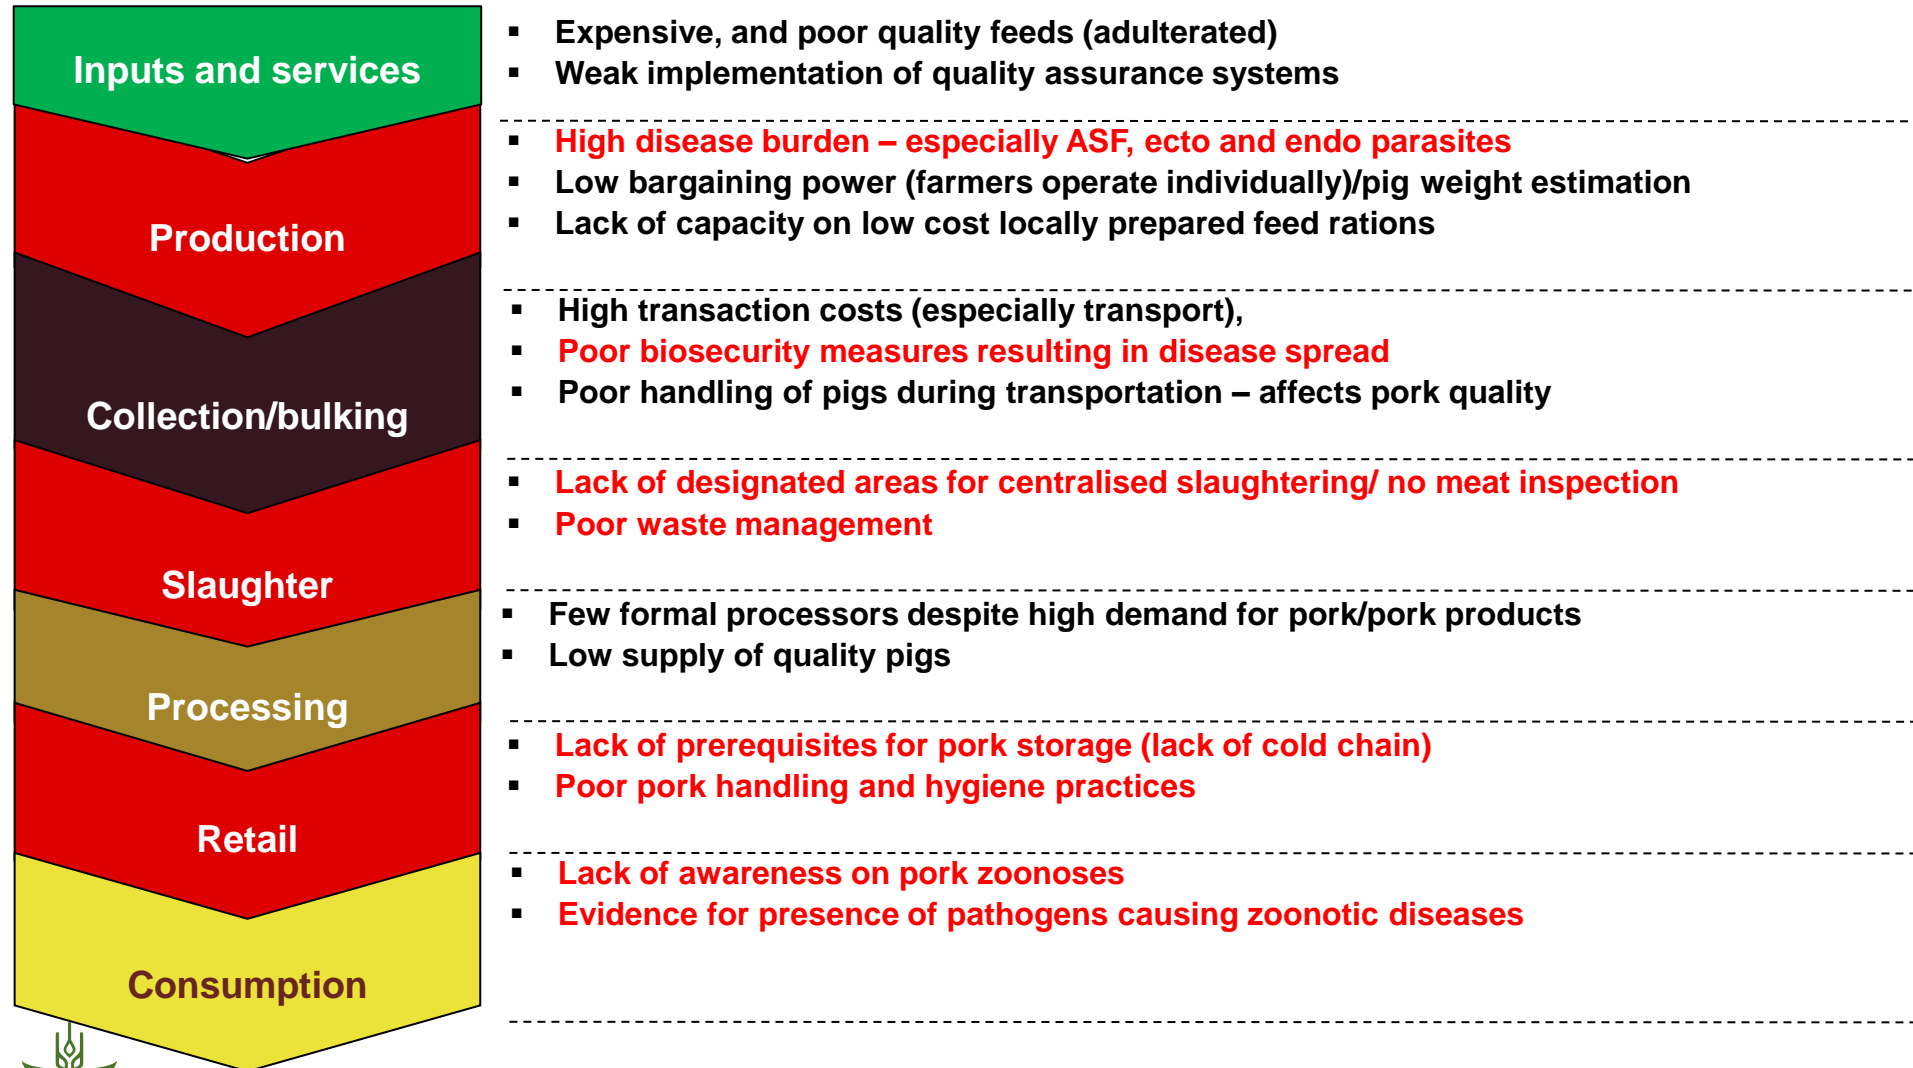 Inputs and services
▪ Expensive, and poor quality feeds (adulterated)
▪ Weak implementation of quality assurance systems
Production
▪ High disease burden – especially ASF, ecto and endo parasites
▪ Low bargaining power (farmers operate individually)/pig weight estimation
▪ Lack of capacity on low cost locally prepared feed rations
Collection/bulking
▪ High transaction costs (especially transport),
▪ Poor biosecurity measures resulting in disease spread
▪ Poor handling of pigs during transportation – affects pork quality
Slaughter
▪ Lack of designated areas for centralised slaughtering/ no meat inspection
▪ Poor waste management
Processing
▪ Few formal processors despite high demand for pork/pork products
▪ Low supply of quality pigs
Retail
▪ Lack of prerequisites for pork storage (lack of cold chain)
▪ Poor pork handling and hygiene practices
Consumption
▪ Lack of awareness on pork zoonoses
▪ Evidence for presence of pathogens causing zoonotic diseases